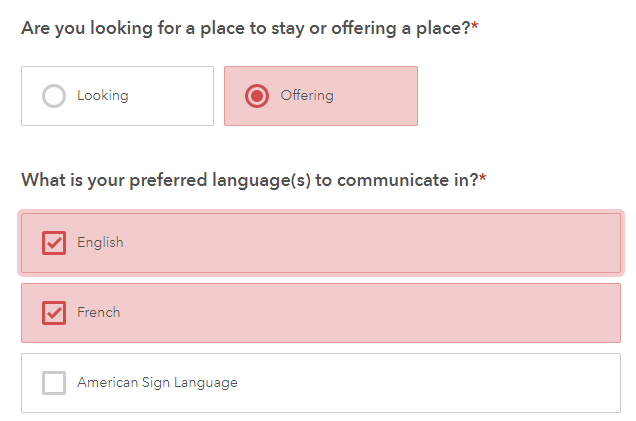 Are you looking for a place to stay or offering a place?*
Looking
Offering
What is your preferred language(s) to communicate in?*
English
French
American Sign Language